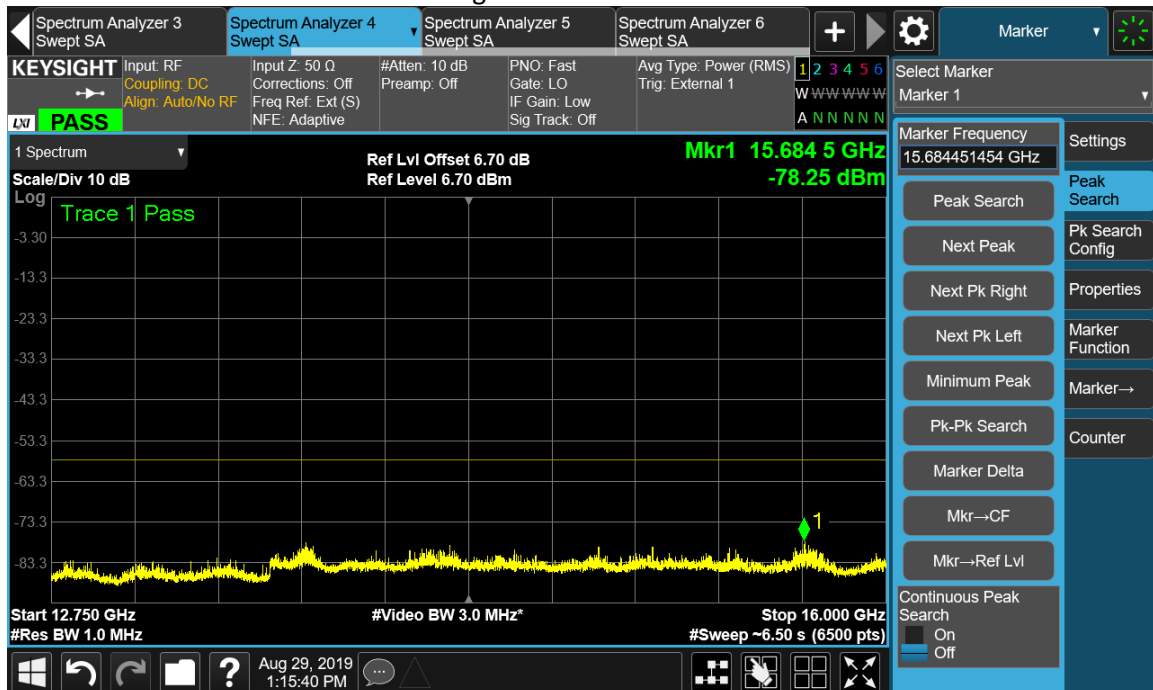 Spectrum Analyzer 3
Swept SA
Spectrum Analyzer 4
Swept SA
Spectrum Analyzer 5
Swept SA
Spectrum Analyzer 6
Swept SA
+
Marker
KEYSIGHT
LXI
PASS
Input: RF
Coupling: DC
Align: Auto/No RF
Input Z: 50 Ω
Corrections: Off
Freq Ref: Ext (S)
NFE: Adaptive
#Atten: 10 dB
Preamp: Off
PNO: Fast
Gate: LO
IF Gain: Low
Sig Track: Off
Avg Type: Power (RMS)
Trig: External 1
1 2 3 4 5 6
W W W W W W
A N N N N N
Select Marker
Marker 1
1 Spectrum
Scale/Div 10 dB
Log
Ref Lvl Offset 6.70 dB
Ref Level 6.70 dBm
Mkr1 15.684 5 GHz
-78.25 dBm
Trace 1 Pass
-3.30
-13.3
-23.3
-33.3
-43.3
-53.3
-63.3
-73.3
-83.3
1
Start 12.750 GHz
#Res BW 1.0 MHz
#Video BW 3.0 MHz*
Stop 16.000 GHz
#Sweep ~6.50 s (6500 pts)
Marker Frequency
15.684451454 GHz
Peak Search
Next Peak
Next Pk Right
Next Pk Left
Minimum Peak
Pk-Pk Search
Marker Delta
Mkr→CF
Mkr→Ref Lvl
Continuous Peak
Search
On
Off
Settings
Peak
Search
Pk Search
Config
Properties
Marker
Function
Marker→
Counter
?
Aug 29, 2019
1:15:40 PM